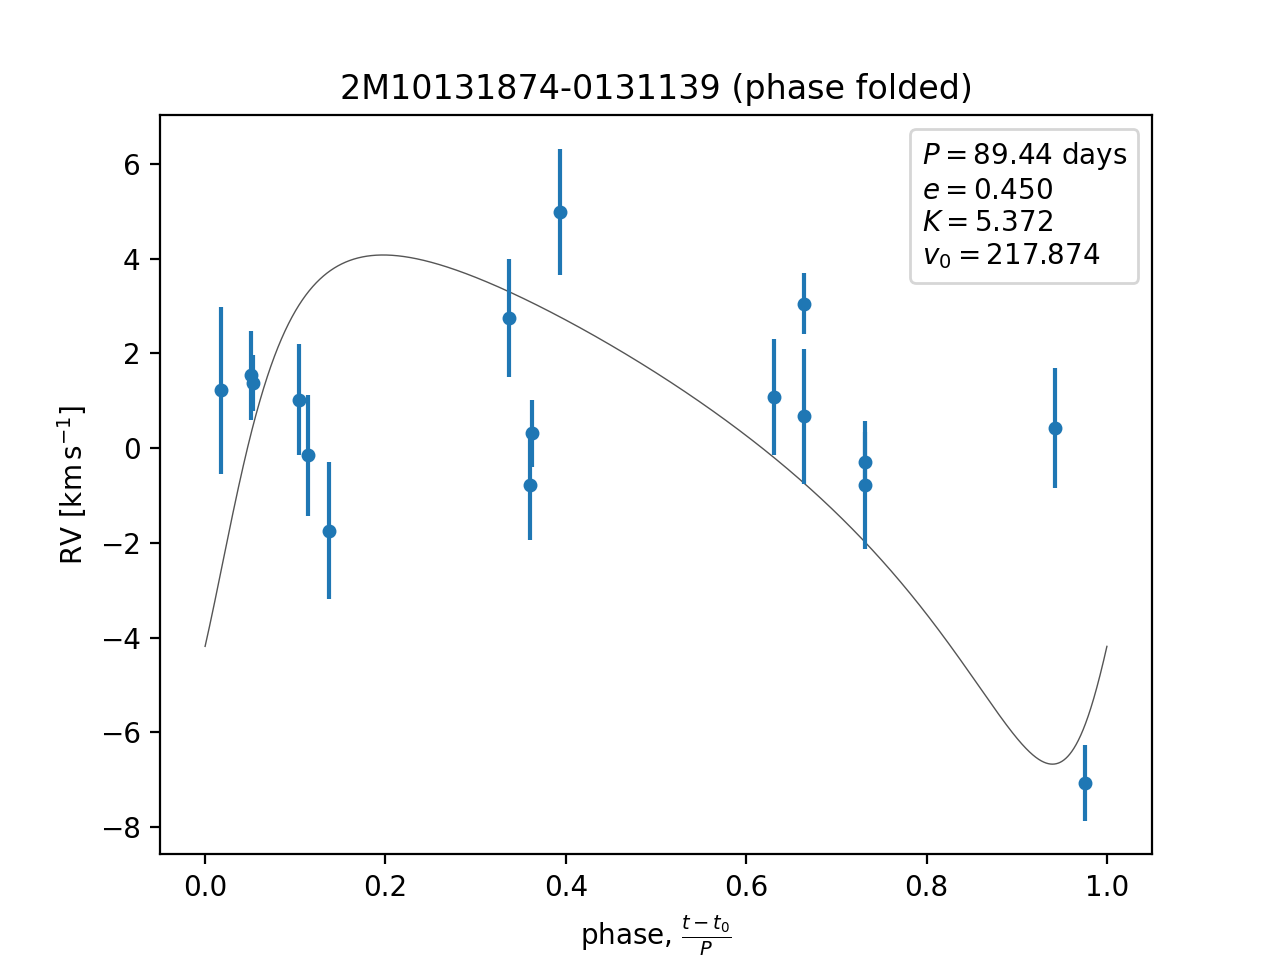 2M10131874-0131139 (phase folded)
P = 89.44 days
e = 0.450
K = 5.372
v₀ = 217.874
6
4
2
0
−2
−4
−6
−8
RV [km s⁻¹]
0.0 0.2 0.4 0.6 0.8 1.0
phase, (t − t₀)/P